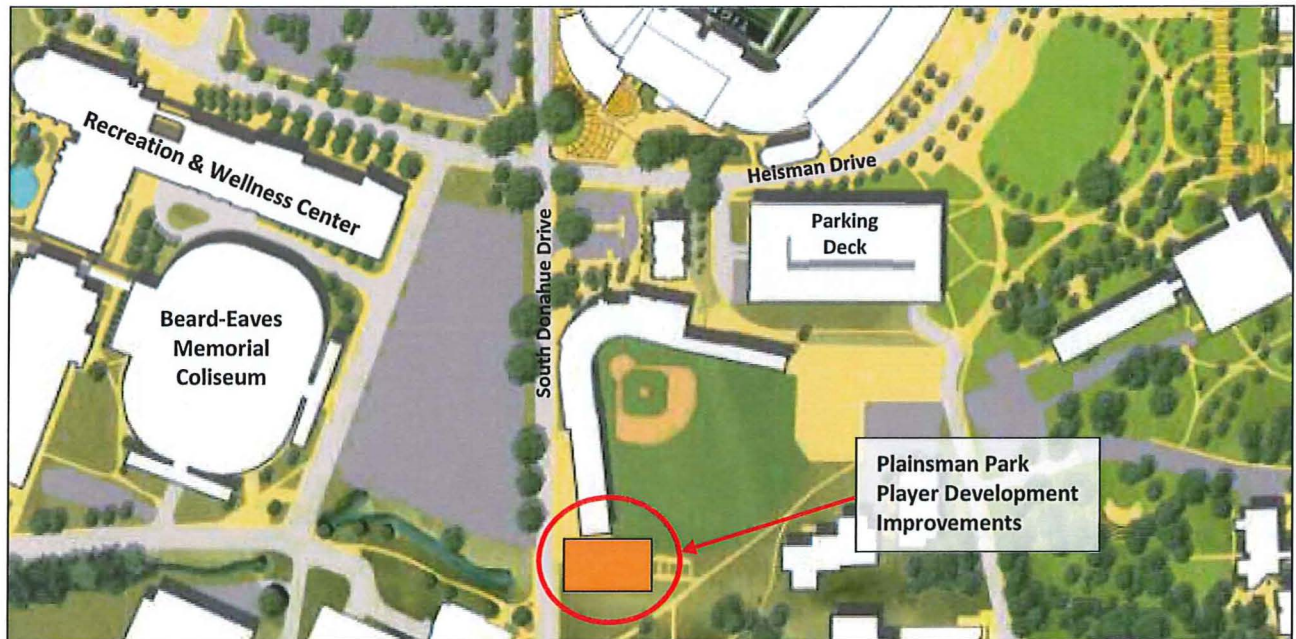 Recreation & Wellness Center
Heisman Drive
Parking
Deck
South Donahue Drive
Beard-Eaves
Memorial
Coliseum
Plainsman Park
Player Development
Improvements